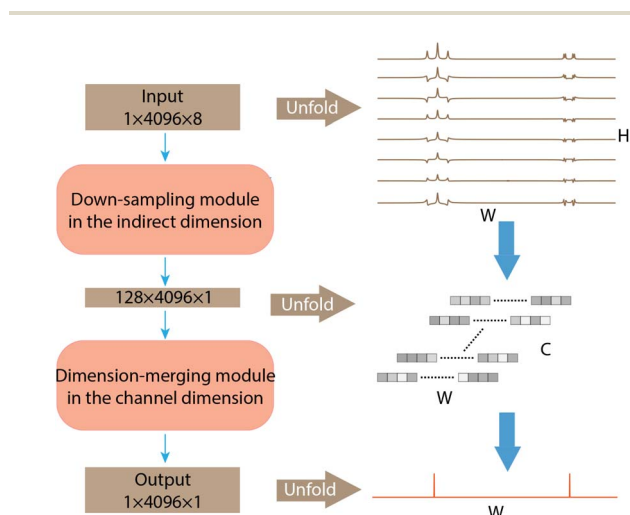 Input
1×4096×8
Unfold
H
W
Down-sampling module
in the indirect dimension
128×4096×1
Unfold
C
W
Dimension-merging module
in the channel dimension
Output
1×4096×1
Unfold
W